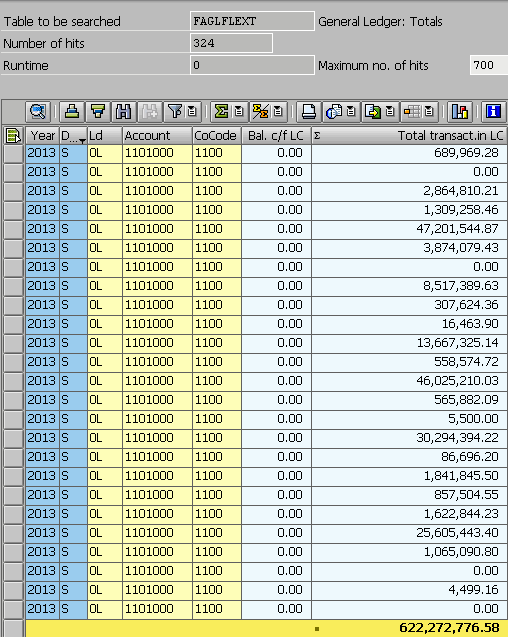 Table to be searched FAGLFLEXT General Ledger: Totals
Number of hits 324
Runtime 0 Maximum no. of hits 700
Year D... Ld Account CoCode Bal. c/f LC Σ Total transact.in LC
2013 S 0L 1101000 1100 0.00 689,969.28
2013 S 0L 1101000 1100 0.00 0.00
2013 S 0L 1101000 1100 0.00 2,864,810.21
2013 S 0L 1101000 1100 0.00 1,309,258.46
2013 S 0L 1101000 1100 0.00 47,201,544.87
2013 S 0L 1101000 1100 0.00 3,874,079.43
2013 S 0L 1101000 1100 0.00 0.00
2013 S 0L 1101000 1100 0.00 8,517,389.63
2013 S 0L 1101000 1100 0.00 307,624.36
2013 S 0L 1101000 1100 0.00 16,463.90
2013 S 0L 1101000 1100 0.00 13,667,325.14
2013 S 0L 1101000 1100 0.00 558,574.72
2013 S 0L 1101000 1100 0.00 46,025,210.03
2013 S 0L 1101000 1100 0.00 565,882.09
2013 S 0L 1101000 1100 0.00 5,500.00
2013 S 0L 1101000 1100 0.00 30,294,394.22
2013 S 0L 1101000 1100 0.00 86,696.20
2013 S 0L 1101000 1100 0.00 1,841,845.50
2013 S 0L 1101000 1100 0.00 857,504.55
2013 S 0L 1101000 1100 0.00 1,622,844.23
2013 S 0L 1101000 1100 0.00 25,605,443.40
2013 S 0L 1101000 1100 0.00 1,065,090.80
2013 S 0L 1101000 1100 0.00 0.00
2013 S 0L 1101000 1100 0.00 4,499.16
2013 S 0L 1101000 1100 0.00 0.00
622,272,776.58